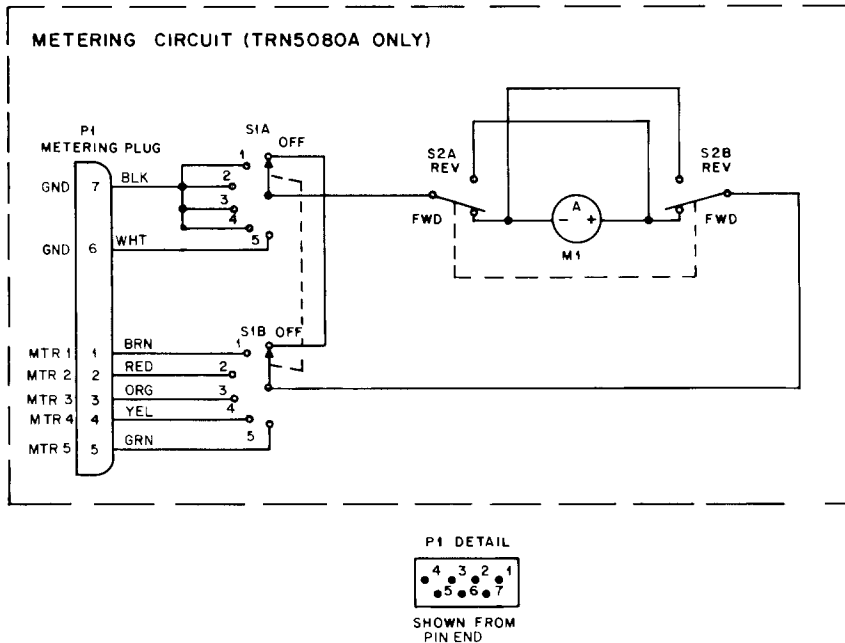 METERING CIRCUIT (TRN5080A ONLY)
P1
METERING PLUG
GND 7 BLK
GND 6 WHT
MTR 1 1 BRN
MTR 2 2 RED
MTR 3 3 ORG
MTR 4 4 YEL
MTR 5 5 GRN
S1A
OFF
1
2
3
4
5
S1B OFF
1
2
3
4
5
S2A
REV
FWD
- A +
M1
S2B
REV
FWD
P1 DETAIL
4 3 2 1
5 6 7
SHOWN FROM
PIN END